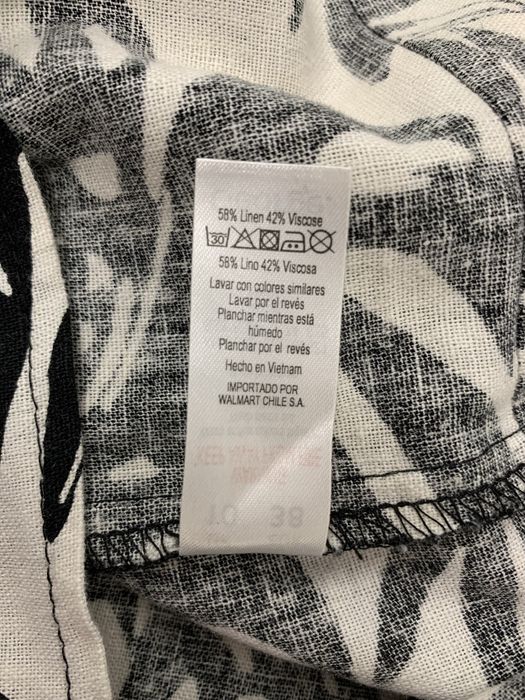 58% Linen 42% Viscose
30
58% Lino 42% Viscosa
Lavar con colores similares
Lavar por el revés
Planchar mientras está
húmedo
Planchar por el revés
Hecho en Vietnam
IMPORTADO POR
WALMART CHILE S.A.
10 38